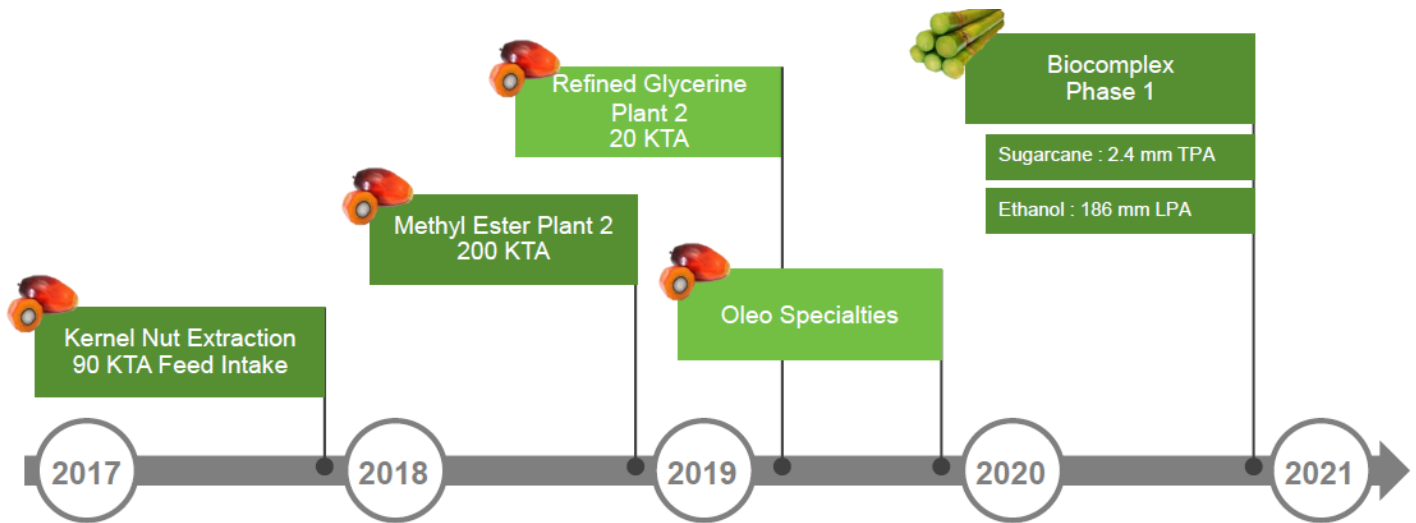 Kernel Nut Extraction
90 KTA Feed Intake
Methyl Ester Plant 2
200 KTA
Refined Glycerine
Plant 2
20 KTA
Oleo Specialties
Biocomplex
Phase 1
Sugarcane : 2.4 mm TPA
Ethanol : 186 mm LPA
2017
2018
2019
2020
2021